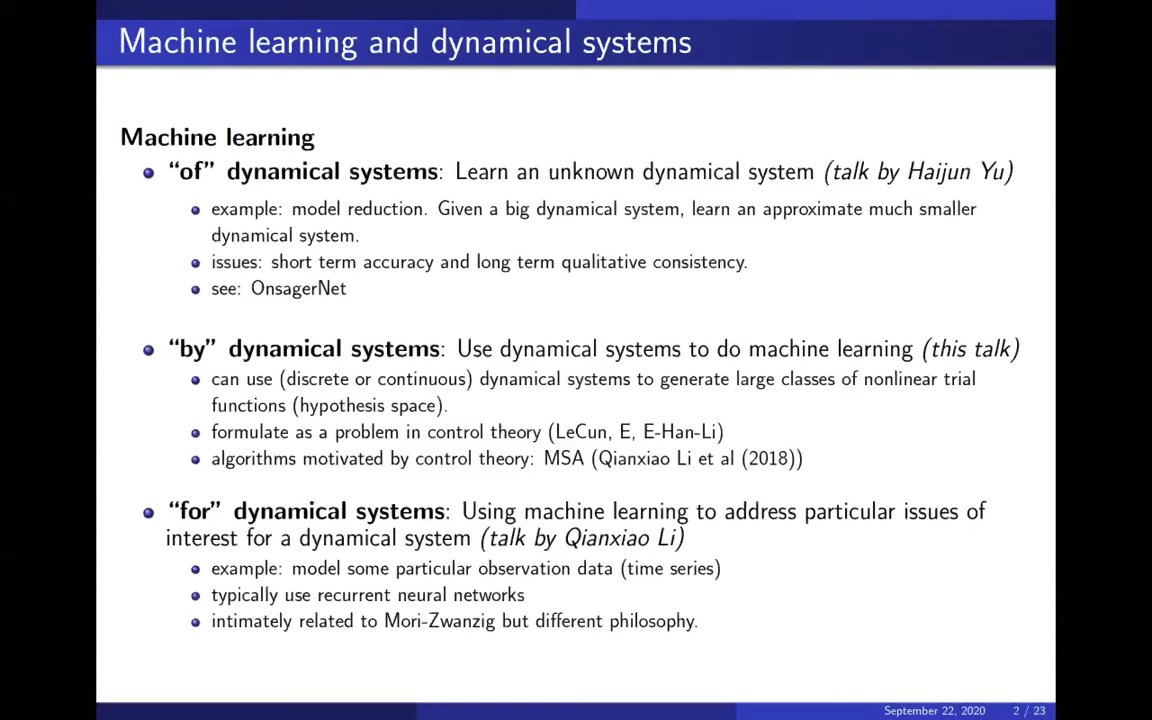 Machine learning and dynamical systems
Machine learning
“of” dynamical systems: Learn an unknown dynamical system (talk by Haijun Yu)
example: model reduction. Given a big dynamical system, learn an approximate much smaller
dynamical system.
issues: short term accuracy and long term qualitative consistency.
see: OnsagerNet
“by” dynamical systems: Use dynamical systems to do machine learning (this talk)
can use (discrete or continuous) dynamical systems to generate large classes of nonlinear trial
functions (hypothesis space).
formulate as a problem in control theory (LeCun, E, E-Han-Li)
algorithms motivated by control theory: MSA (Qianxiao Li et al (2018))
“for” dynamical systems: Using machine learning to address particular issues of
interest for a dynamical system (talk by Qianxiao Li)
example: model some particular observation data (time series)
typically use recurrent neural networks
intimately related to Mori-Zwanzig but different philosophy.
September 22, 2020 2 / 23